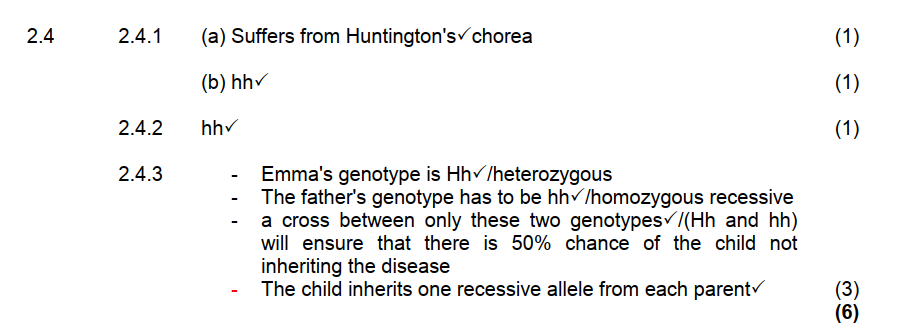 2.4 2.4.1 (a) Suffers from Huntington's✓chorea (1)
(b) hh✓ (1)
2.4.2 hh✓ (1)
2.4.3 - Emma's genotype is Hh✓/heterozygous
- The father's genotype has to be hh✓/homozygous recessive
- a cross between only these two genotypes✓/(Hh and hh)
will ensure that there is 50% chance of the child not
inheriting the disease
- The child inherits one recessive allele from each parent✓ (3)
(6)